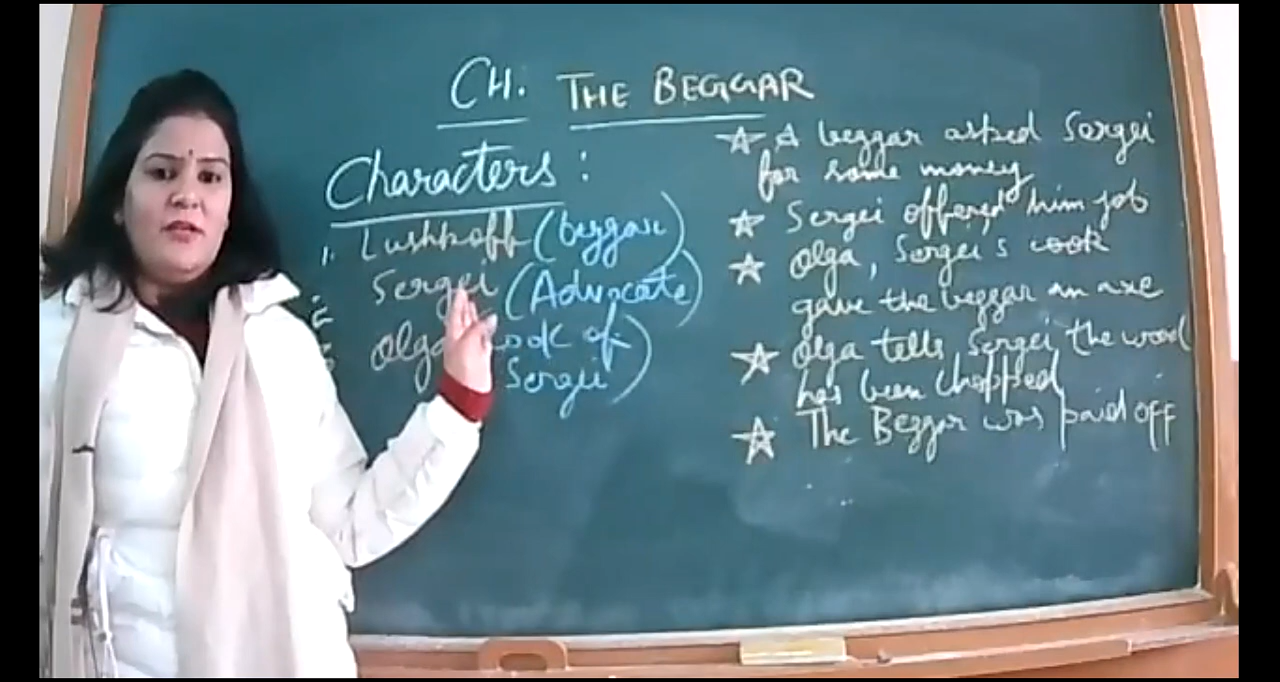 CH. THE BEGGAR
Characters :
1. Lushkoff (beggar)
Sergei (Advocate)
Olga cook of
Sergei)
☆ A beggar asked Sergei
for some money
☆ Sergei offered him job
☆ Olga, Sergei's cook
gave the beggar an axe
☆ Olga tells Sergei the wood
has been chopped
☆ The Beggar was paid off